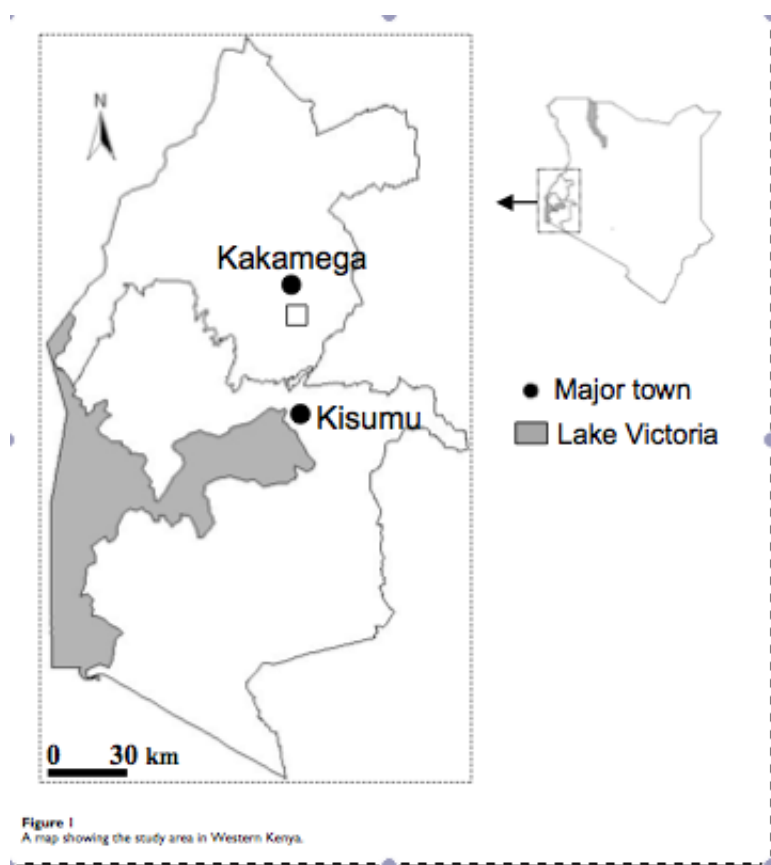 N
Kakamega
Kisumu
Major town
Lake Victoria
0 30 km
Figure 1
A map showing the study area in Western Kenya.